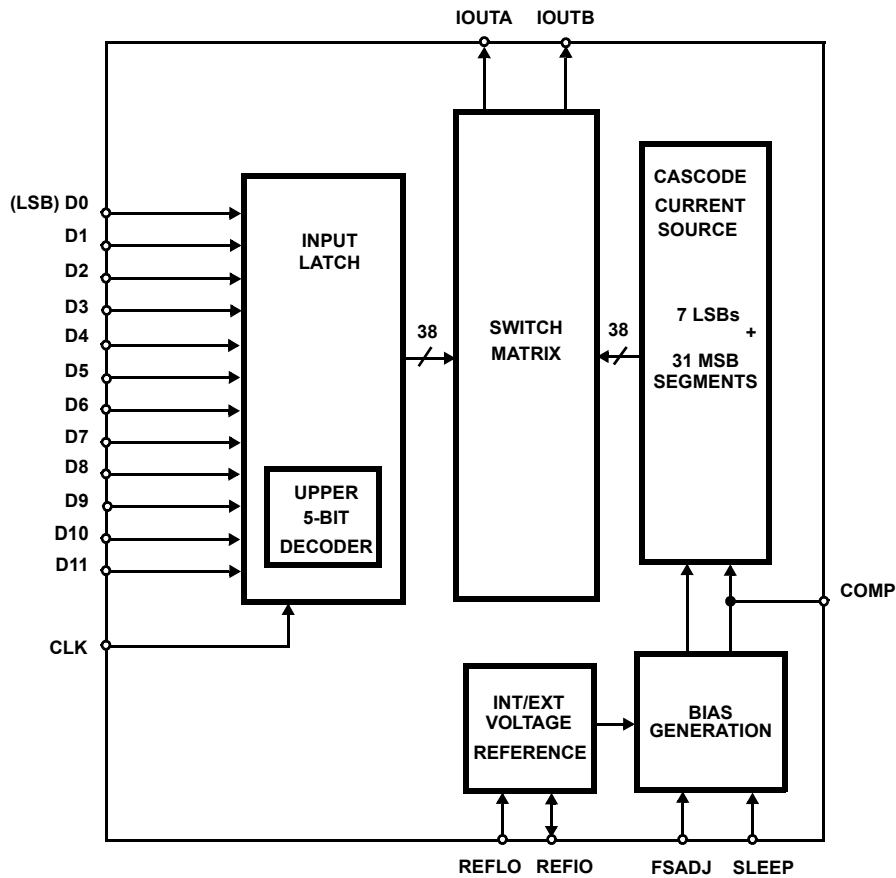 IOUTA IOUTB
(LSB) D0
D1
D2
D3
D4
D5
D6
D7
D8
D9
D10
D11
CLK
INPUT
LATCH
UPPER
5-BIT
DECODER
38
SWITCH
MATRIX
38
CASCODE
CURRENT
SOURCE
7 LSBs
+
31 MSB
SEGMENTS
COMP
INT/EXT
VOLTAGE
REFERENCE
BIAS
GENERATION
REFLO REFIO FSADJ SLEEP